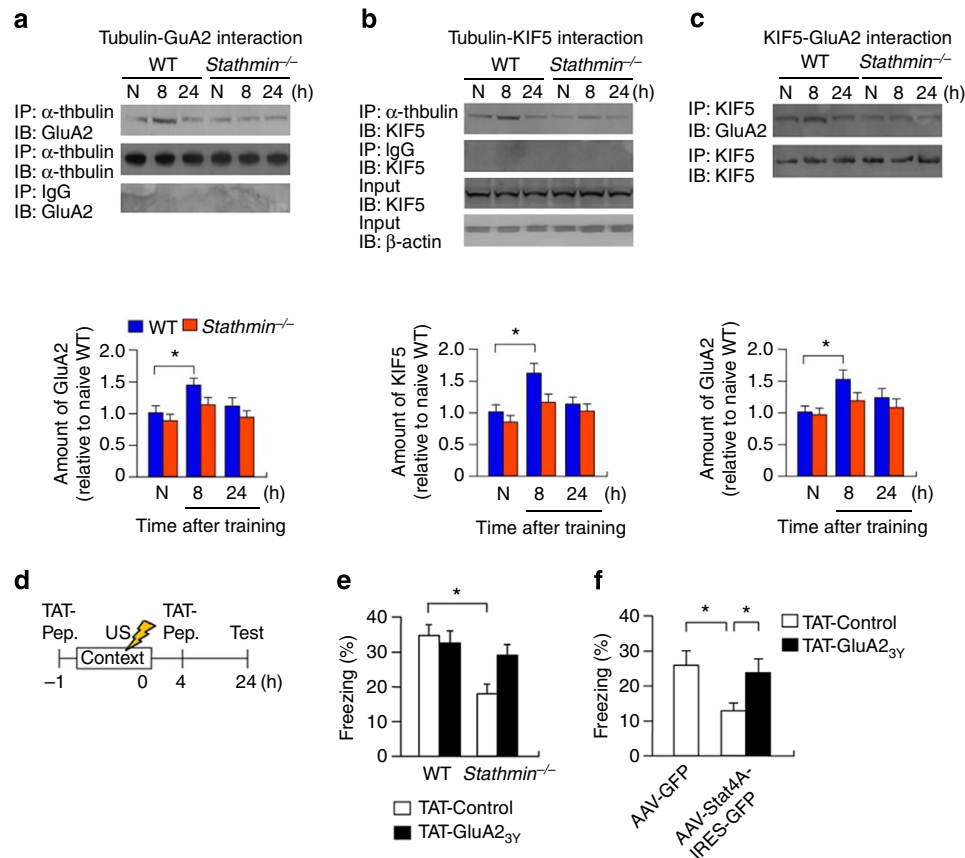 a
Tubulin-GuA2 interaction
WT Stathmin–/–
N 8 24 N 8 24 (h)
IP: α-thbulin
IB: GluA2
IP: α-thbulin
IB: α-thbulin
IP: IgG
IB: GluA2
b
Tubulin-KIF5 interaction
WT Stathmin–/–
N 8 24 N 8 24 (h)
IP: α-thbulin
IB: KIF5
IP: IgG
IB: KIF5
Input
IB: KIF5
Input
IB: β-actin
c
KIF5-GluA2 interaction
WT Stathmin–/–
N 8 24 N 8 24 (h)
IP: KIF5
IB: GluA2
IP: KIF5
IB: KIF5
WT Stathmin–/–
Amount of GluA2
(relative to naive WT)
2.0
1.5
1.0
0.5
0
*
N 8 24 (h)
Time after training
Amount of KIF5
(relative to naive WT)
2.0
1.5
1.0
0.5
0
*
N 8 24 (h)
Time after training
Amount of GluA2
(relative to naive WT)
2.0
1.5
1.0
0.5
0
*
N 8 24 (h)
Time after training
d
TAT-
Pep.
US
TAT-
Pep.
Test
Context
–1 0 4 24 (h)
e
Freezing (%)
40
30
20
10
0
*
WT Stathmin–/–
TAT-Control
TAT-GluA23Y
f
Freezing (%)
40
30
20
10
0
* *
TAT-Control
TAT-GluA23Y
AAV-GFP
AAV-Stat4A-
IRES-GFP